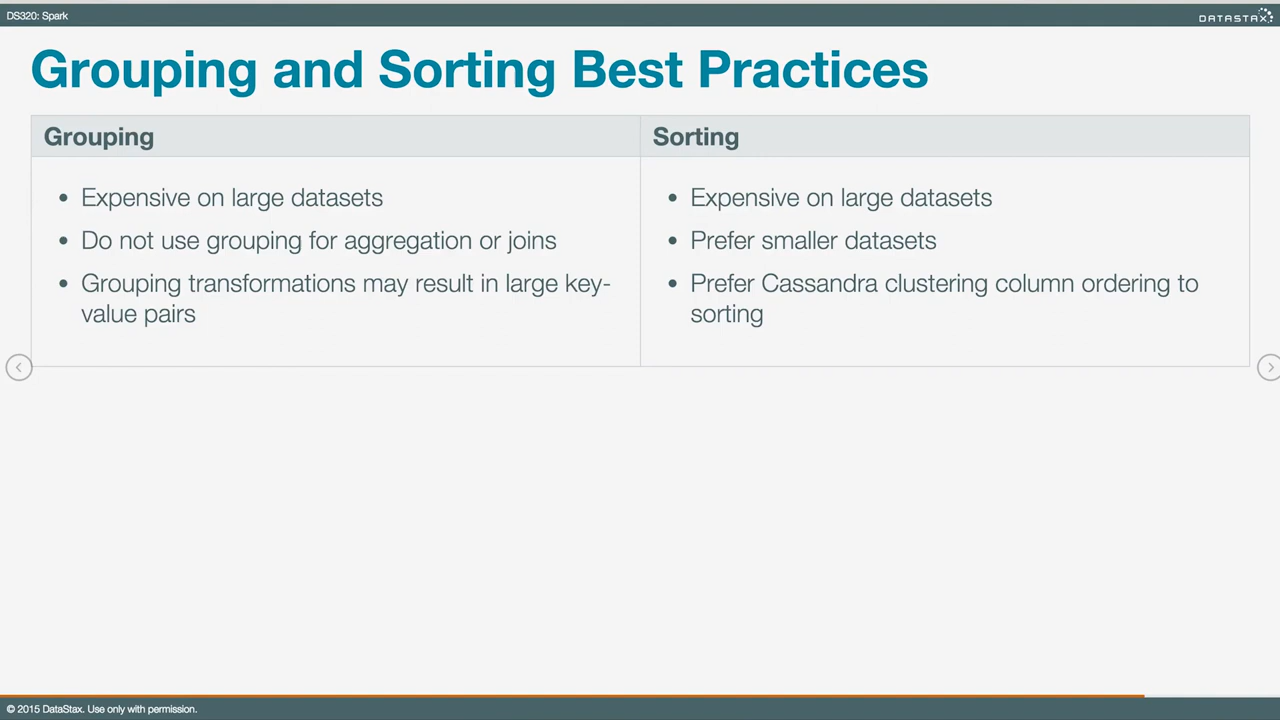 DS320: Spark
DATASTAX
Grouping and Sorting Best Practices
Grouping
Sorting
• Expensive on large datasets
• Do not use grouping for aggregation or joins
• Grouping transformations may result in large key-
value pairs
• Expensive on large datasets
• Prefer smaller datasets
• Prefer Cassandra clustering column ordering to
sorting
© 2015 DataStax. Use only with permission.